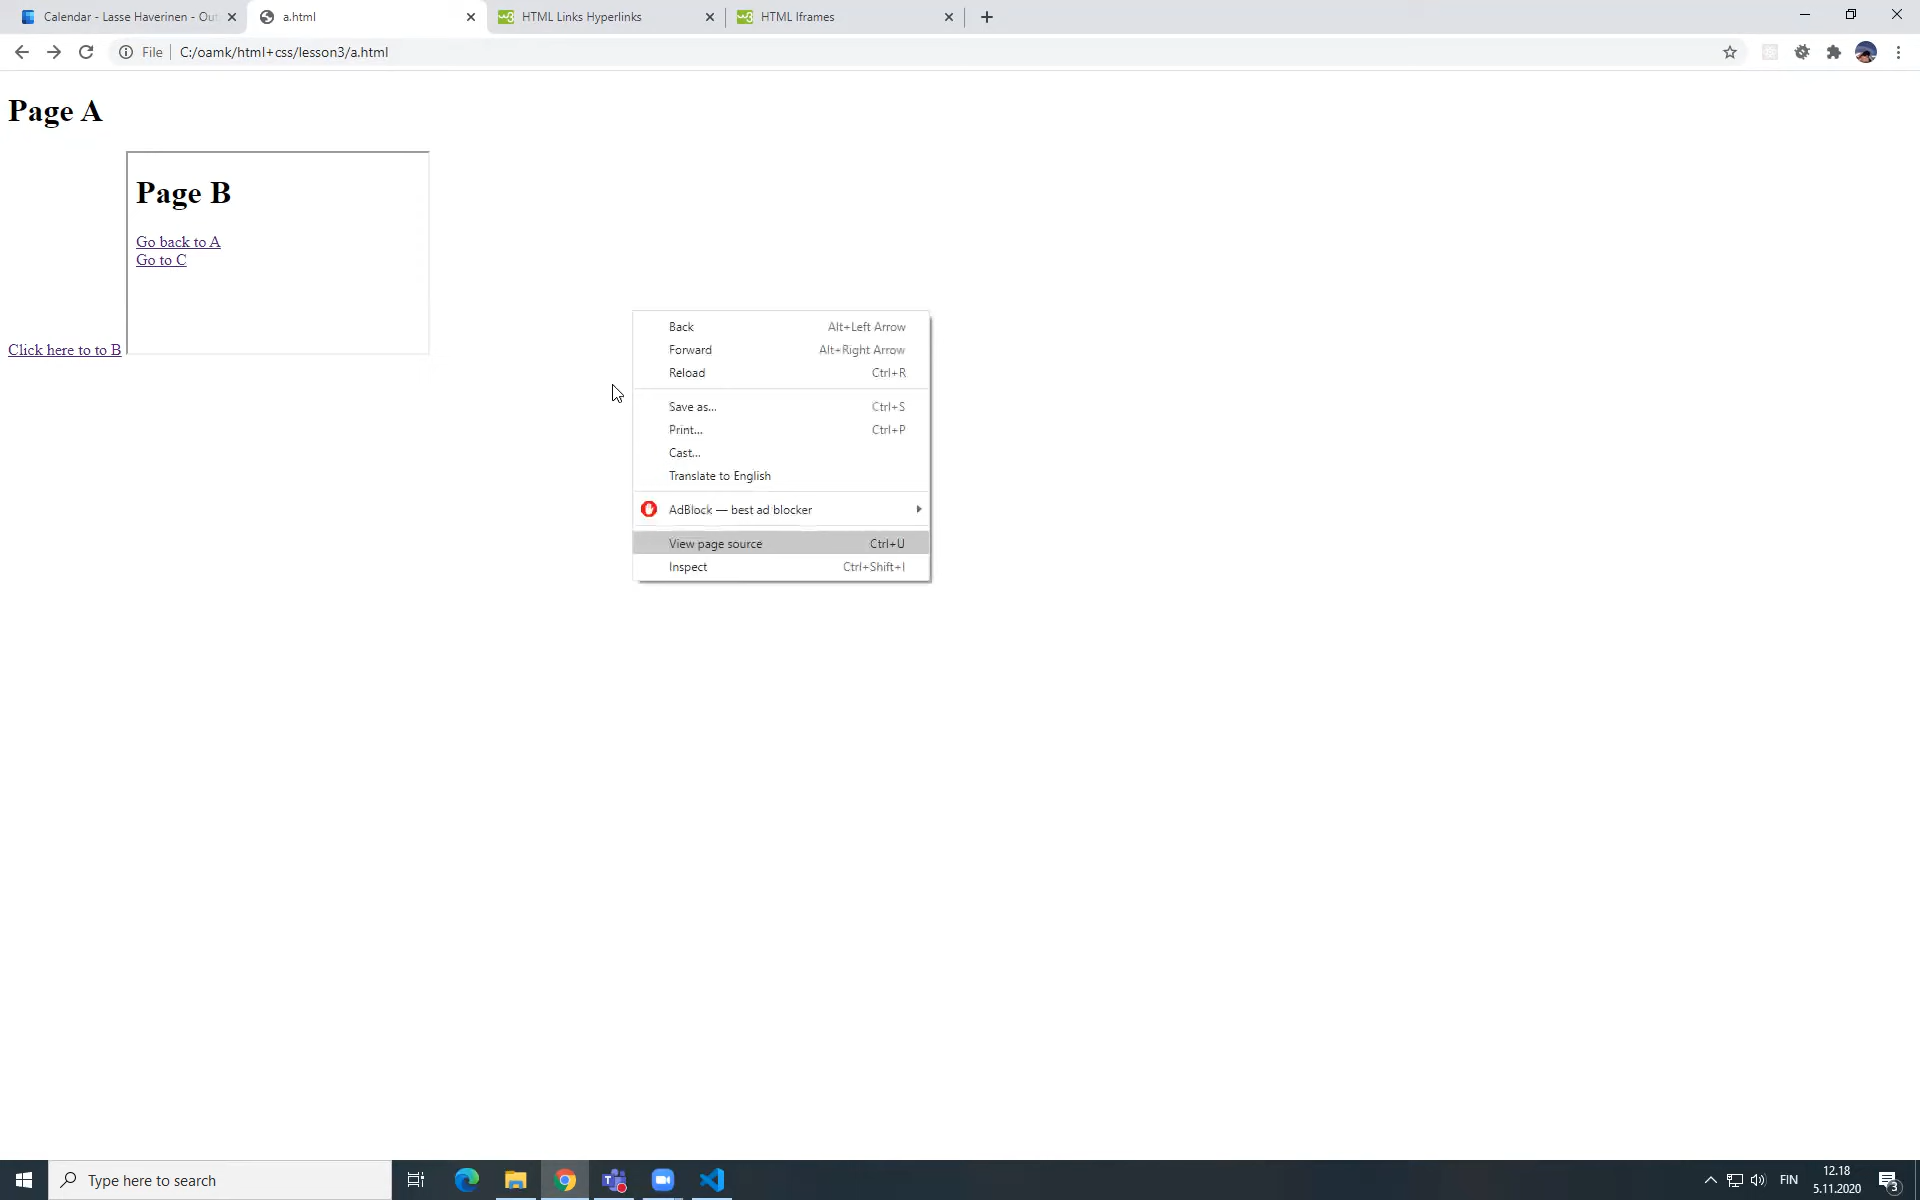 Calendar - Lasse Haverinen - Out
a.html
HTML Links Hyperlinks
HTML Iframes
File
C:/oamk/html+css/lesson3/a.html
Page A
Page B
Go back to A
Go to C
Click here to to B
Back Alt+Left Arrow
Forward Alt+Right Arrow
Reload Ctrl+R
Save as... Ctrl+S
Print... Ctrl+P
Cast...
Translate to English
AdBlock — best ad blocker
View page source Ctrl+U
Inspect Ctrl+Shift+I
Type here to search
FIN
12.18
5.11.2020
3